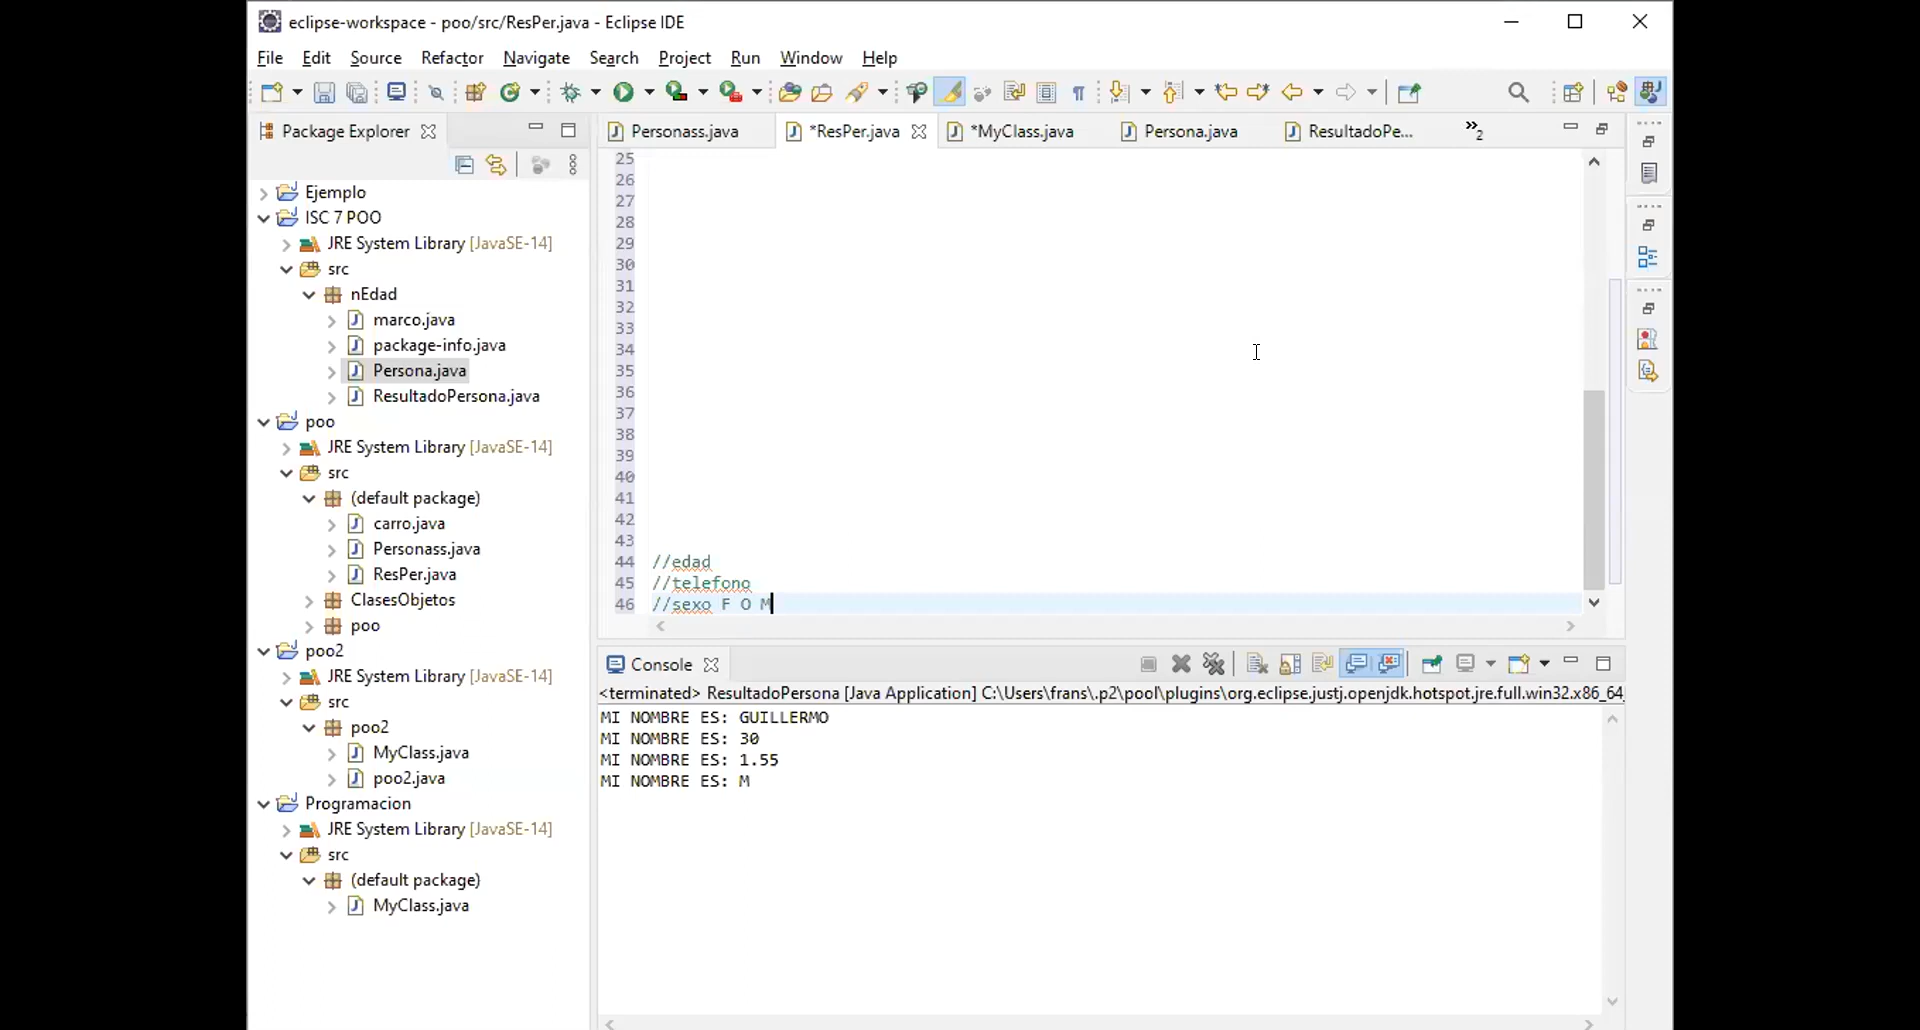 eclipse-workspace - poo/src/ResPer.java - Eclipse IDE
File Edit Source Refactor Navigate Search Project Run Window Help
Package Explorer
Personass.java *ResPer.java *MyClass.java Persona.java ResultadoPe... »2
Ejemplo
ISC 7 POO
JRE System Library [JavaSE-14]
src
nEdad
marco.java
package-info.java
Persona.java
ResultadoPersona.java
poo
JRE System Library [JavaSE-14]
src
(default package)
carro.java
Personass.java
ResPer.java
ClasesObjetos
poo
poo2
JRE System Library [JavaSE-14]
src
poo2
MyClass.java
poo2.java
Programacion
JRE System Library [JavaSE-14]
src
(default package)
MyClass.java
25
26
27
28
29
30
31
32
33
34
35
36
37
38
39
40
41
42
43
44 //edad
45 //telefono
46 //sexo F O M
Console
<terminated> ResultadoPersona [Java Application] C:\Users\frans\.p2\pool\plugins\org.eclipse.justj.openjdk.hotspot.jre.full.win32.x86_64
MI NOMBRE ES: GUILLERMO
MI NOMBRE ES: 30
MI NOMBRE ES: 1.55
MI NOMBRE ES: M